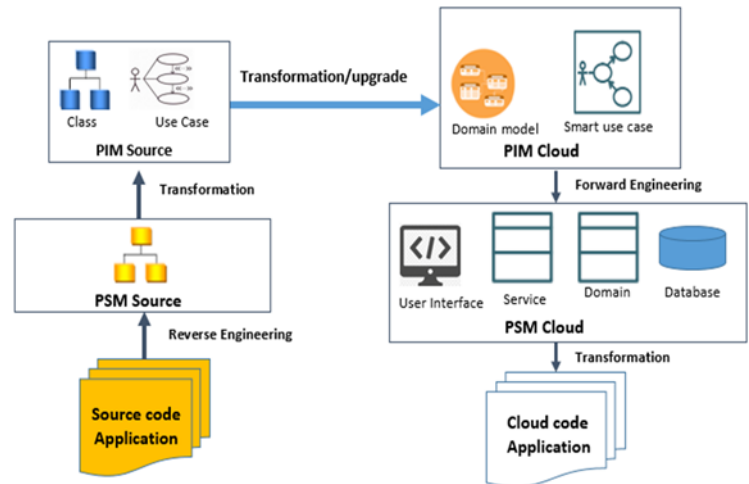 Class
Use Case
PIM Source
Transformation/upgrade
Domain model
Smart use case
PIM Cloud
Transformation
Forward Engineering
PSM Source
</>
User Interface
Service
Domain
Database
PSM Cloud
Reverse Engineering
Transformation
Source code
Application
Cloud code
Application